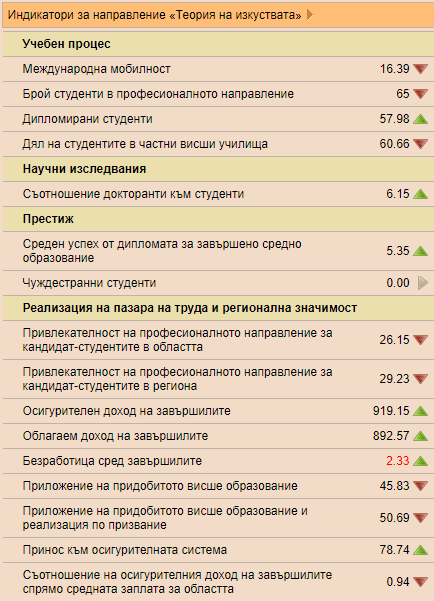 Индикатори за направление «Теория на изкуствата»
Учебен процес
Международна мобилност 16.39
Брой студенти в професионалното направление 65
Дипломирани студенти 57.98
Дял на студентите в частни висши училища 60.66
Научни изследвания
Съотношение докторанти към студенти 6.15
Престиж
Среден успех от дипломата за завършено средно
образование 5.35
Чуждестранни студенти 0.00
Реализация на пазара на труда и регионална значимост
Привлекателност на професионалното направление за
кандидат-студентите в областта 26.15
Привлекателност на професионалното направление за
кандидат-студентите в региона 29.23
Осигурителен доход на завършилите 919.15
Облагаем доход на завършилите 892.57
Безработица сред завършилите 2.33
Приложение на придобитото висше образование 45.83
Приложение на придобитото висше образование и
реализация по призвание 50.69
Принос към осигурителната система 78.74
Съотношение на осигурителния доход на завършилите
спрямо средната заплата за областта 0.94